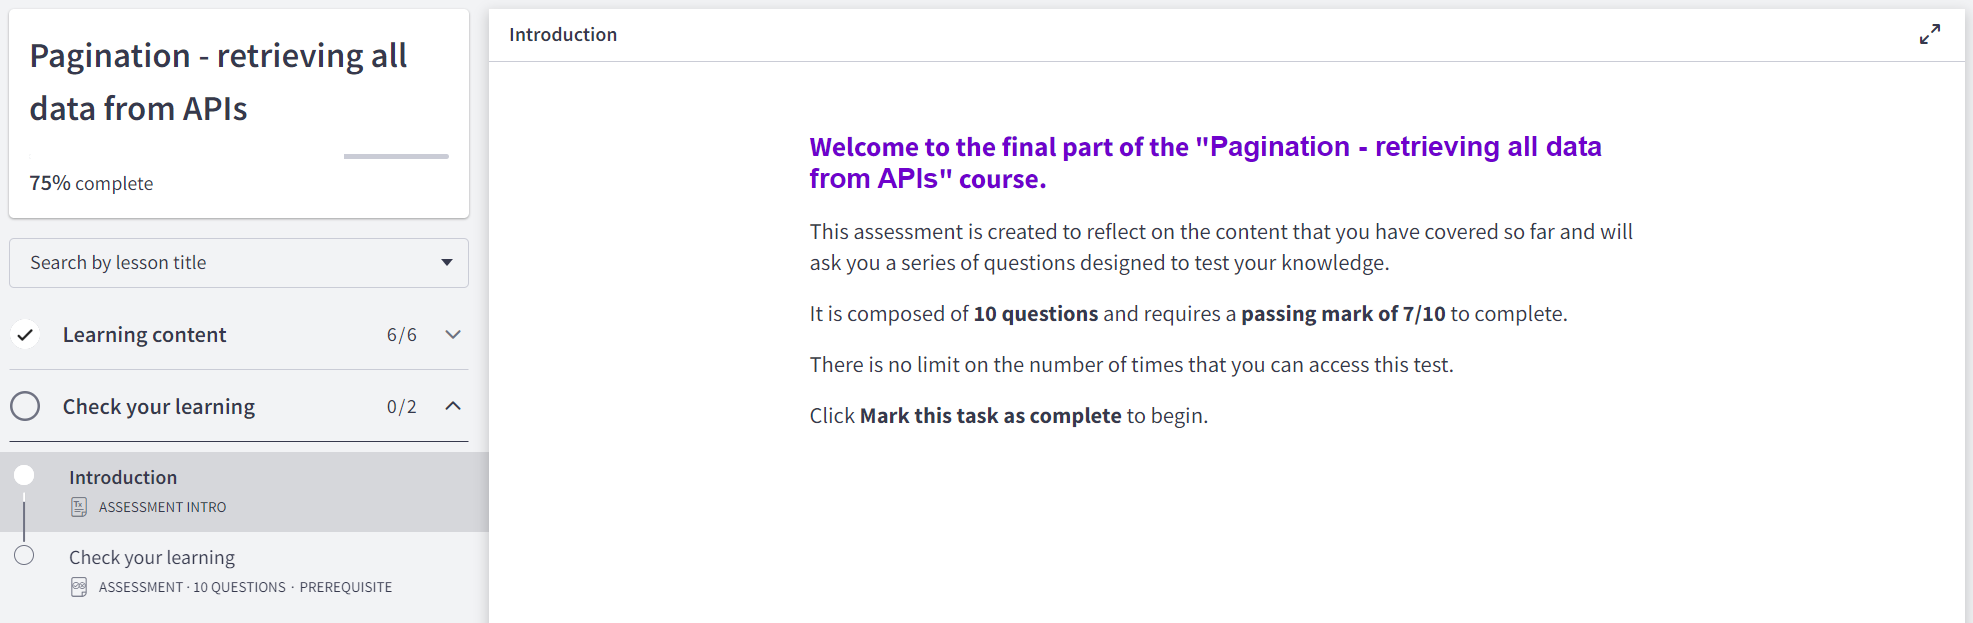 Pagination - retrieving all
data from APIs
75% complete
Search by lesson title
Learning content 6/6
Check your learning 0/2
Introduction
ASSESSMENT INTRO
Check your learning
ASSESSMENT · 10 QUESTIONS · PREREQUISITE
Introduction
Welcome to the final part of the "Pagination - retrieving all data
from APIs" course.
This assessment is created to reflect on the content that you have covered so far and will
ask you a series of questions designed to test your knowledge.
It is composed of 10 questions and requires a passing mark of 7/10 to complete.
There is no limit on the number of times that you can access this test.
Click Mark this task as complete to begin.